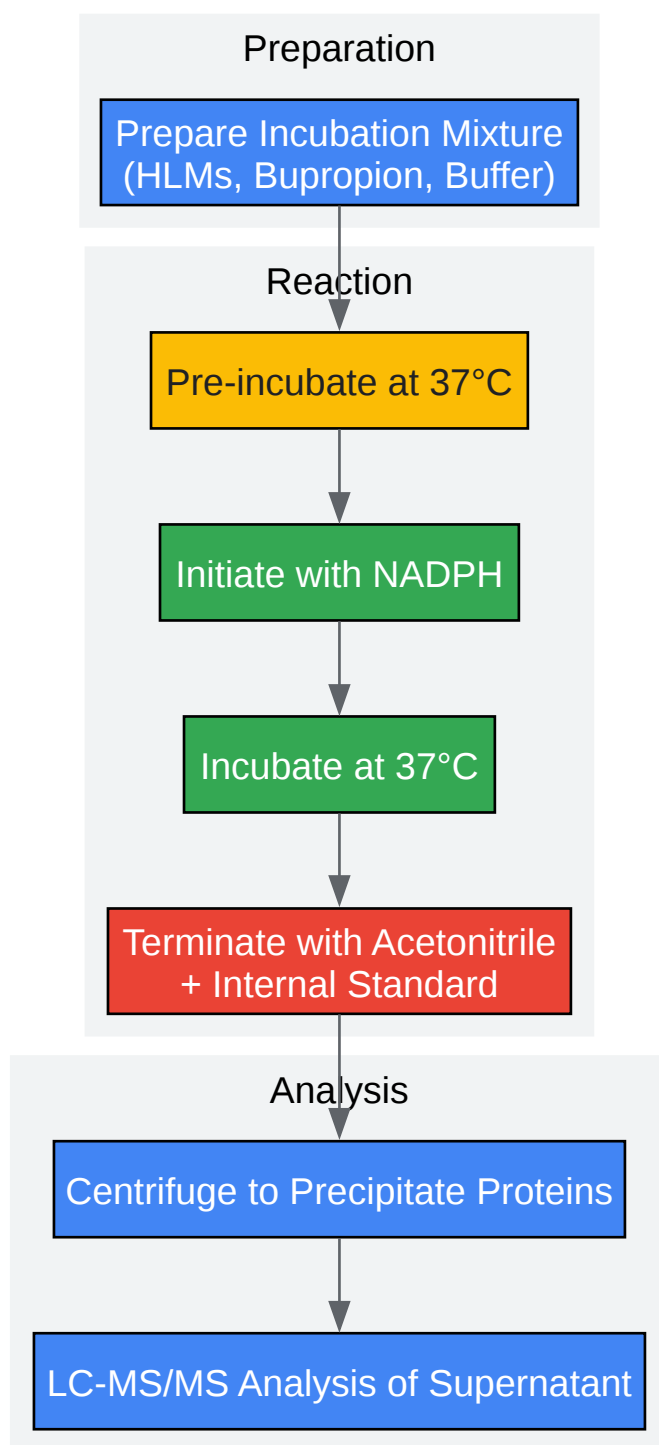 Preparation
Prepare Incubation Mixture
(HLMs, Bupropion, Buffer)
Reaction
Pre-incubate at 37°C
Initiate with NADPH
Incubate at 37°C
Terminate with Acetonitrile
+ Internal Standard
Analysis
Centrifuge to Precipitate Proteins
LC-MS/MS Analysis of Supernatant